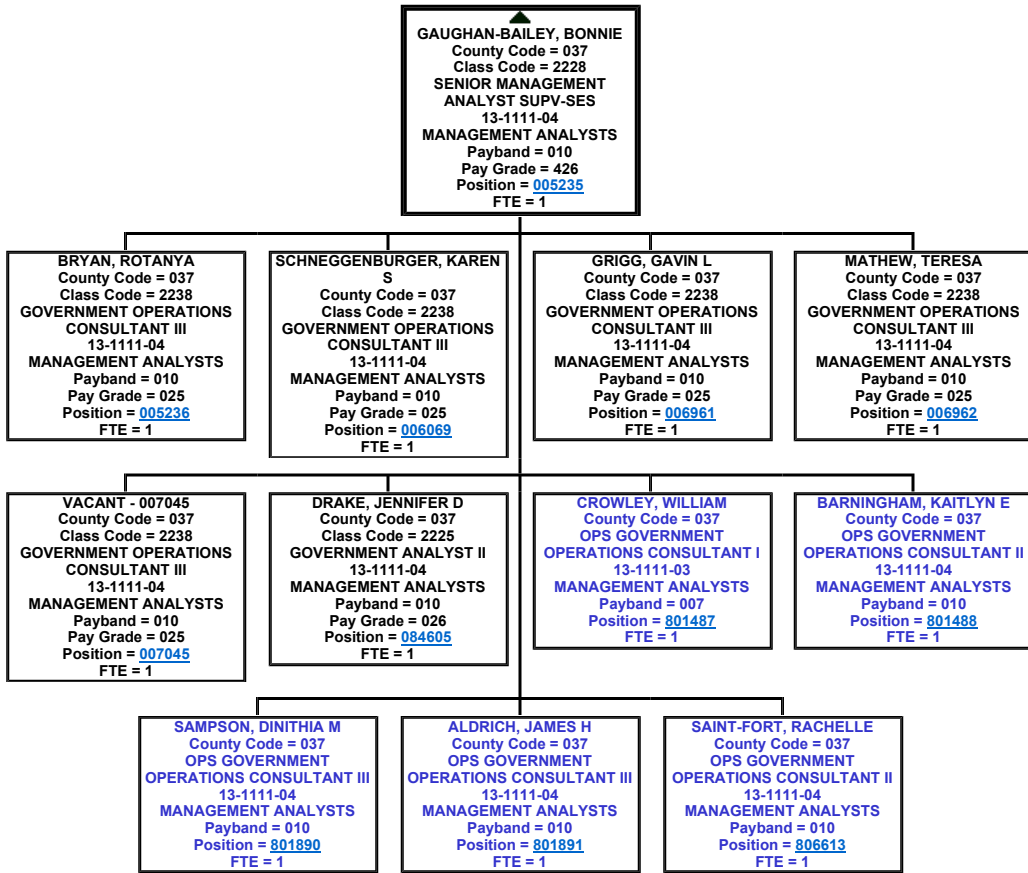 GAUGHAN-BAILEY, BONNIE
County Code = 037
Class Code = 2228
SENIOR MANAGEMENT
ANALYST SUPV-SES
13-1111-04
MANAGEMENT ANALYSTS
Payband = 010
Pay Grade = 426
Position = 005235
FTE = 1
BRYAN, ROTANYA
County Code = 037
Class Code = 2238
GOVERNMENT OPERATIONS
CONSULTANT III
13-1111-04
MANAGEMENT ANALYSTS
Payband = 010
Pay Grade = 025
Position = 005236
FTE = 1
SCHNEGGENBURGER, KAREN
S
County Code = 037
Class Code = 2238
GOVERNMENT OPERATIONS
CONSULTANT III
13-1111-04
MANAGEMENT ANALYSTS
Payband = 010
Pay Grade = 025
Position = 006069
FTE = 1
GRIGG, GAVIN L
County Code = 037
Class Code = 2238
GOVERNMENT OPERATIONS
CONSULTANT III
13-1111-04
MANAGEMENT ANALYSTS
Payband = 010
Pay Grade = 025
Position = 006961
FTE = 1
MATHEW, TERESA
County Code = 037
Class Code = 2238
GOVERNMENT OPERATIONS
CONSULTANT III
13-1111-04
MANAGEMENT ANALYSTS
Payband = 010
Pay Grade = 025
Position = 006962
FTE = 1
VACANT - 007045
County Code = 037
Class Code = 2238
GOVERNMENT OPERATIONS
CONSULTANT III
13-1111-04
MANAGEMENT ANALYSTS
Payband = 010
Pay Grade = 025
Position = 007045
FTE = 1
DRAKE, JENNIFER D
County Code = 037
Class Code = 2225
GOVERNMENT ANALYST II
13-1111-04
MANAGEMENT ANALYSTS
Payband = 010
Pay Grade = 026
Position = 084605
FTE = 1
CROWLEY, WILLIAM
County Code = 037
OPS GOVERNMENT
OPERATIONS CONSULTANT I
13-1111-03
MANAGEMENT ANALYSTS
Payband = 007
Position = 801487
FTE = 1
BARNINGHAM, KAITLYN E
County Code = 037
OPS GOVERNMENT
OPERATIONS CONSULTANT II
13-1111-04
MANAGEMENT ANALYSTS
Payband = 010
Position = 801488
FTE = 1
SAMPSON, DINITHIA M
County Code = 037
OPS GOVERNMENT
OPERATIONS CONSULTANT III
13-1111-04
MANAGEMENT ANALYSTS
Payband = 010
Position = 801890
FTE = 1
ALDRICH, JAMES H
County Code = 037
OPS GOVERNMENT
OPERATIONS CONSULTANT III
13-1111-04
MANAGEMENT ANALYSTS
Payband = 010
Position = 801891
FTE = 1
SAINT-FORT, RACHELLE
County Code = 037
OPS GOVERNMENT
OPERATIONS CONSULTANT II
13-1111-04
MANAGEMENT ANALYSTS
Payband = 010
Position = 806613
FTE = 1